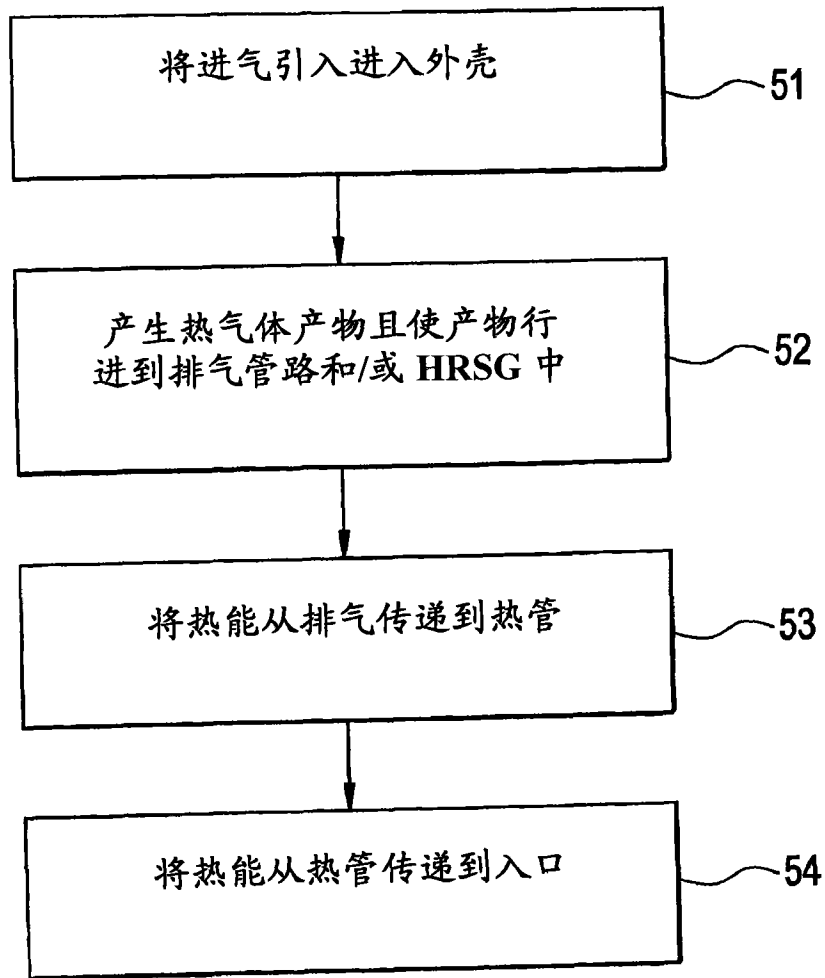 将进气引入进入外壳
51
产生热气体产物且使产物行
进到排气管路和/或 HRSG 中
52
将热能从排气传递到热管
53
将热能从热管传递到入口
54